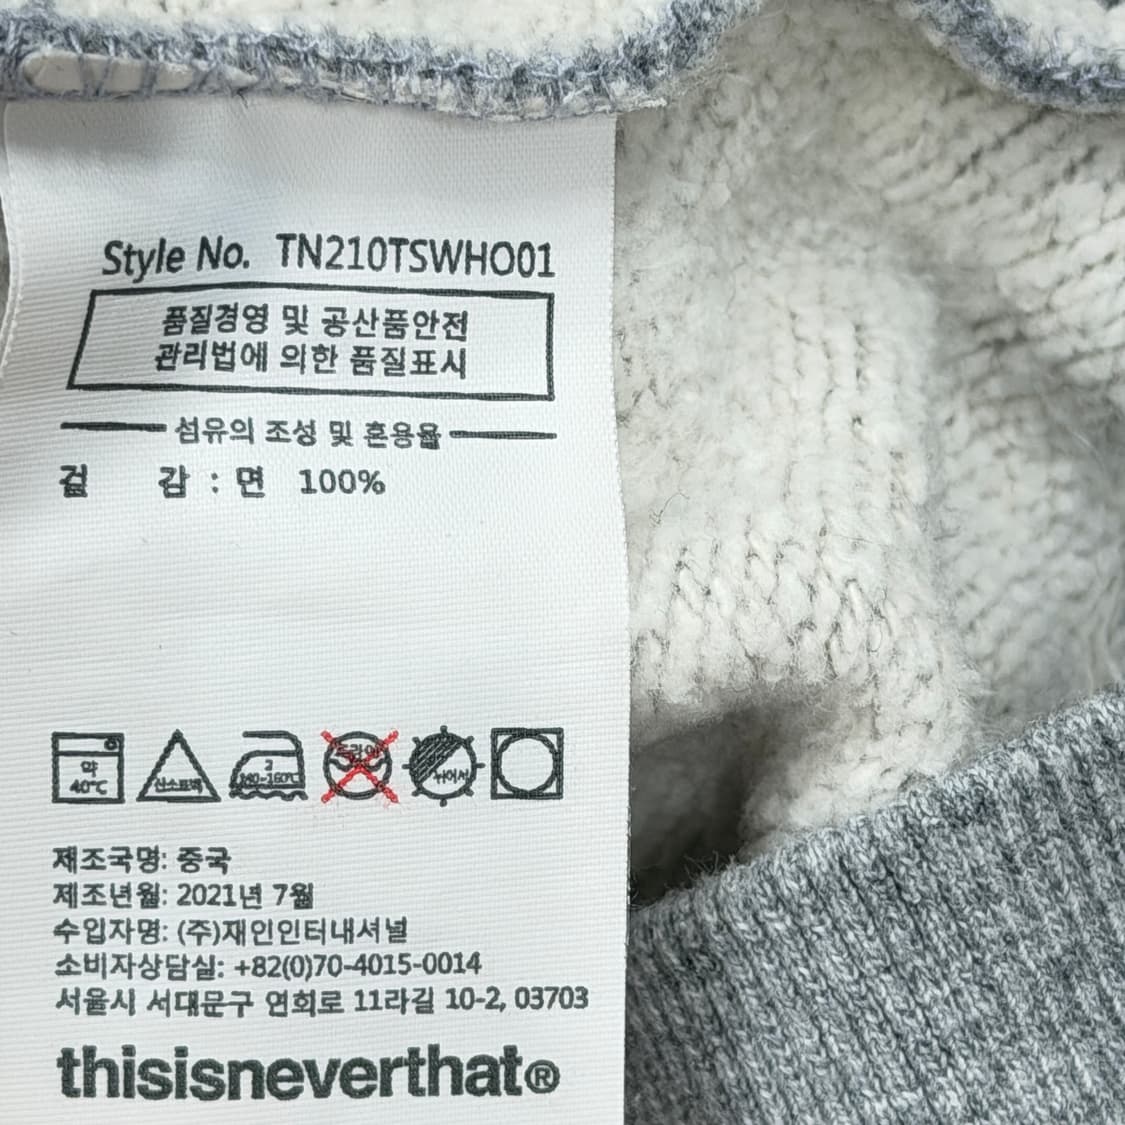 Style No. TN210TSWHO01
품질경영 및 공산품안전
관리법에 의한 품질표시
섬유의 조성 및 혼용율
겉 감 : 면 100%
약
40℃
산소표백
2
드라이
뉘어서
제조국명: 중국
제조년월: 2021년 7월
수입자명: (주)재인인터내셔널
소비자상담실: +82(0)70-4015-0014
서울시 서대문구 연희로 11라길 10-2, 03703
thisisneverthat®